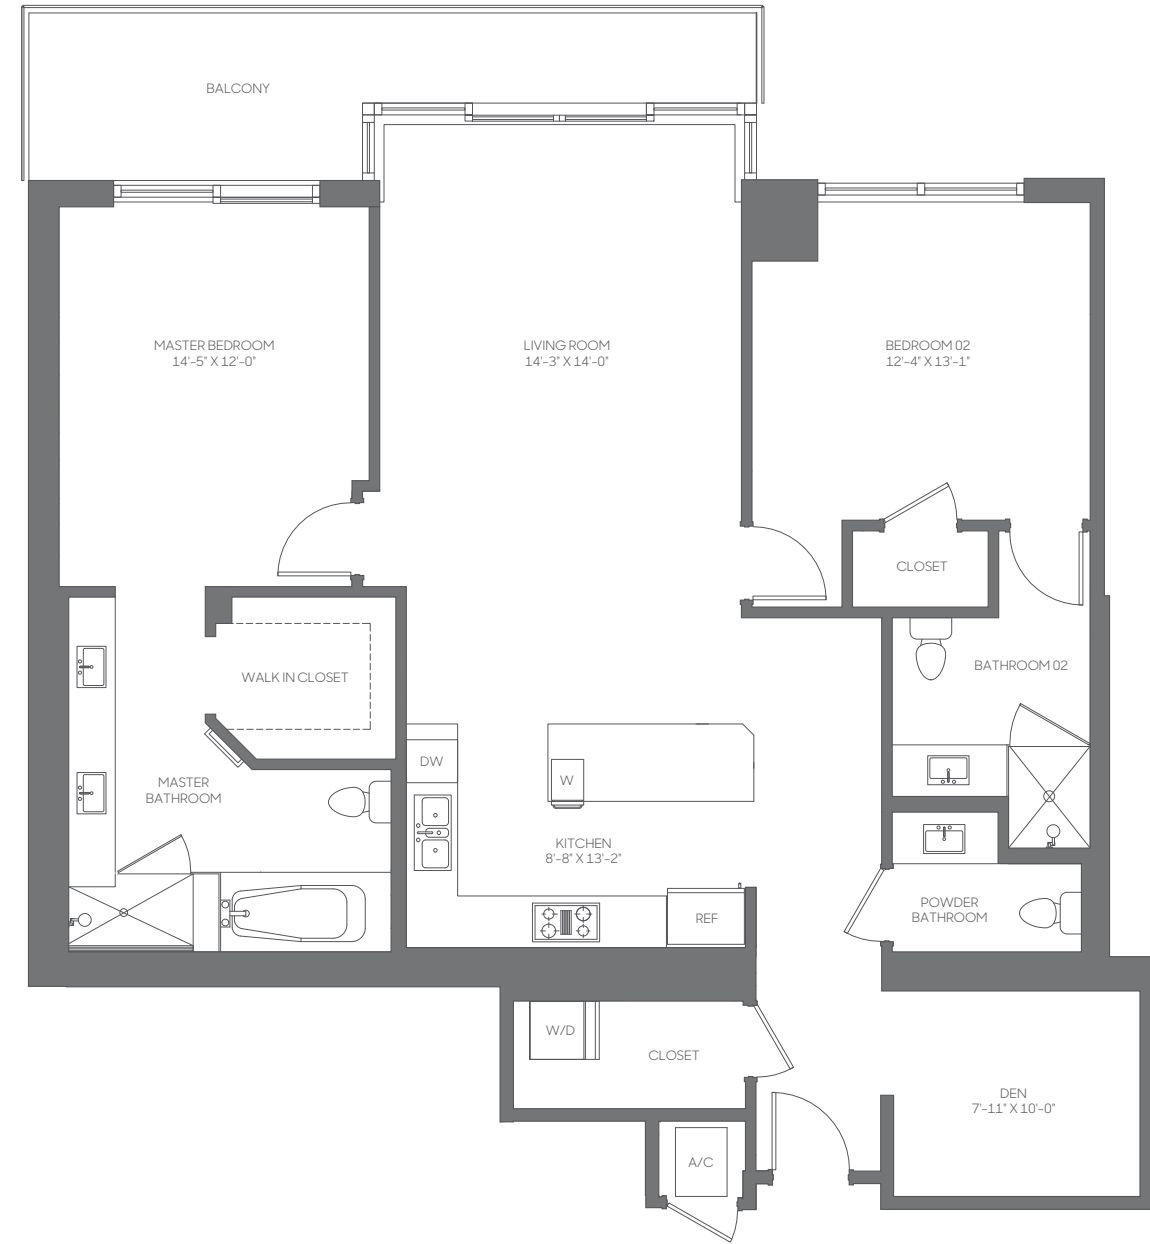 BALCONY
MASTER BEDROOM
14'-5" X 12'-0"
LIVING ROOM
14'-3" X 14'-0"
BEDROOM 02
12'-4" X 13'-1"
CLOSET
BATHROOM 02
WALK IN CLOSET
DW
W
MASTER
BATHROOM
KITCHEN
8'-8" X 13'-2"
REF
POWDER
BATHROOM
W/D
CLOSET
DEN
7'-11" X 10'-0"
A/C